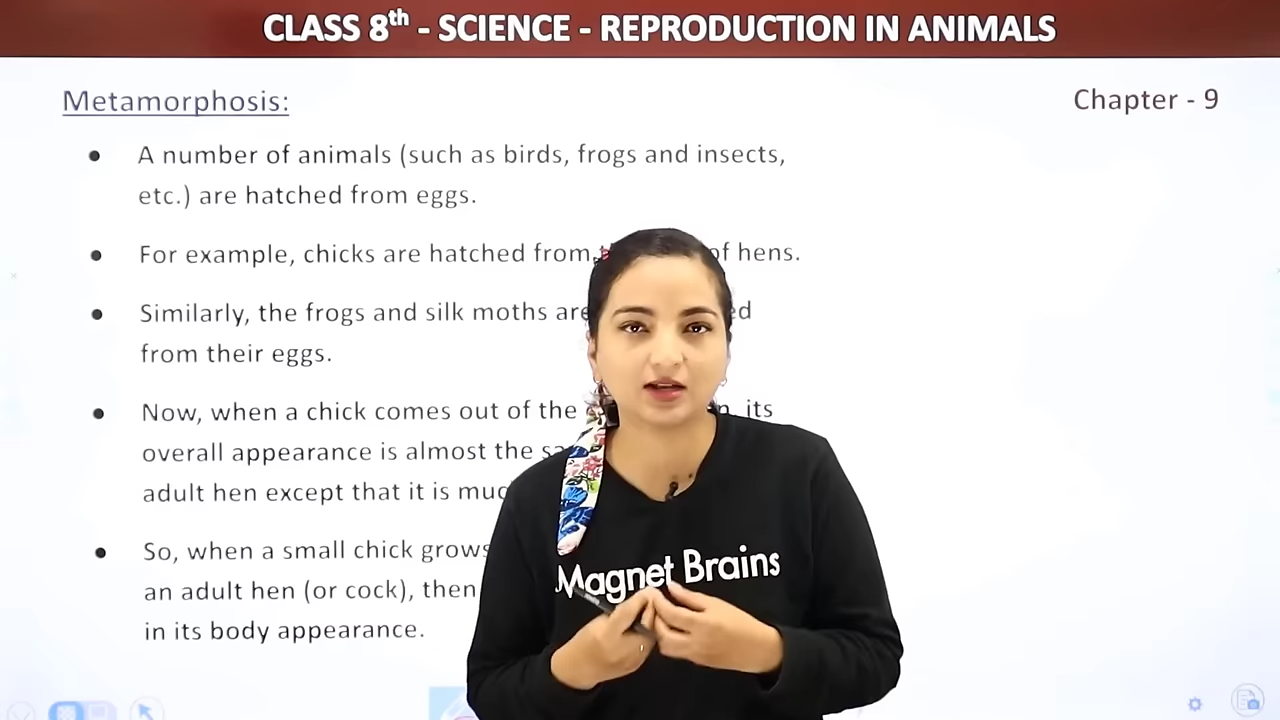 CLASS 8th - SCIENCE - REPRODUCTION IN ANIMALS
Metamorphosis:
Chapter - 9
● A number of animals (such as birds, frogs and insects,
etc.) are hatched from eggs.
● For example, chicks are hatched from of hens.
● Similarly, the frogs and silk moths are
from their eggs.
● Now, when a chick comes out of the its
overall appearance is almost the
adult hen except that it is
● So, when a small chick grows
an adult hen (or cock), then
in its body appearance.
Magnet Brains